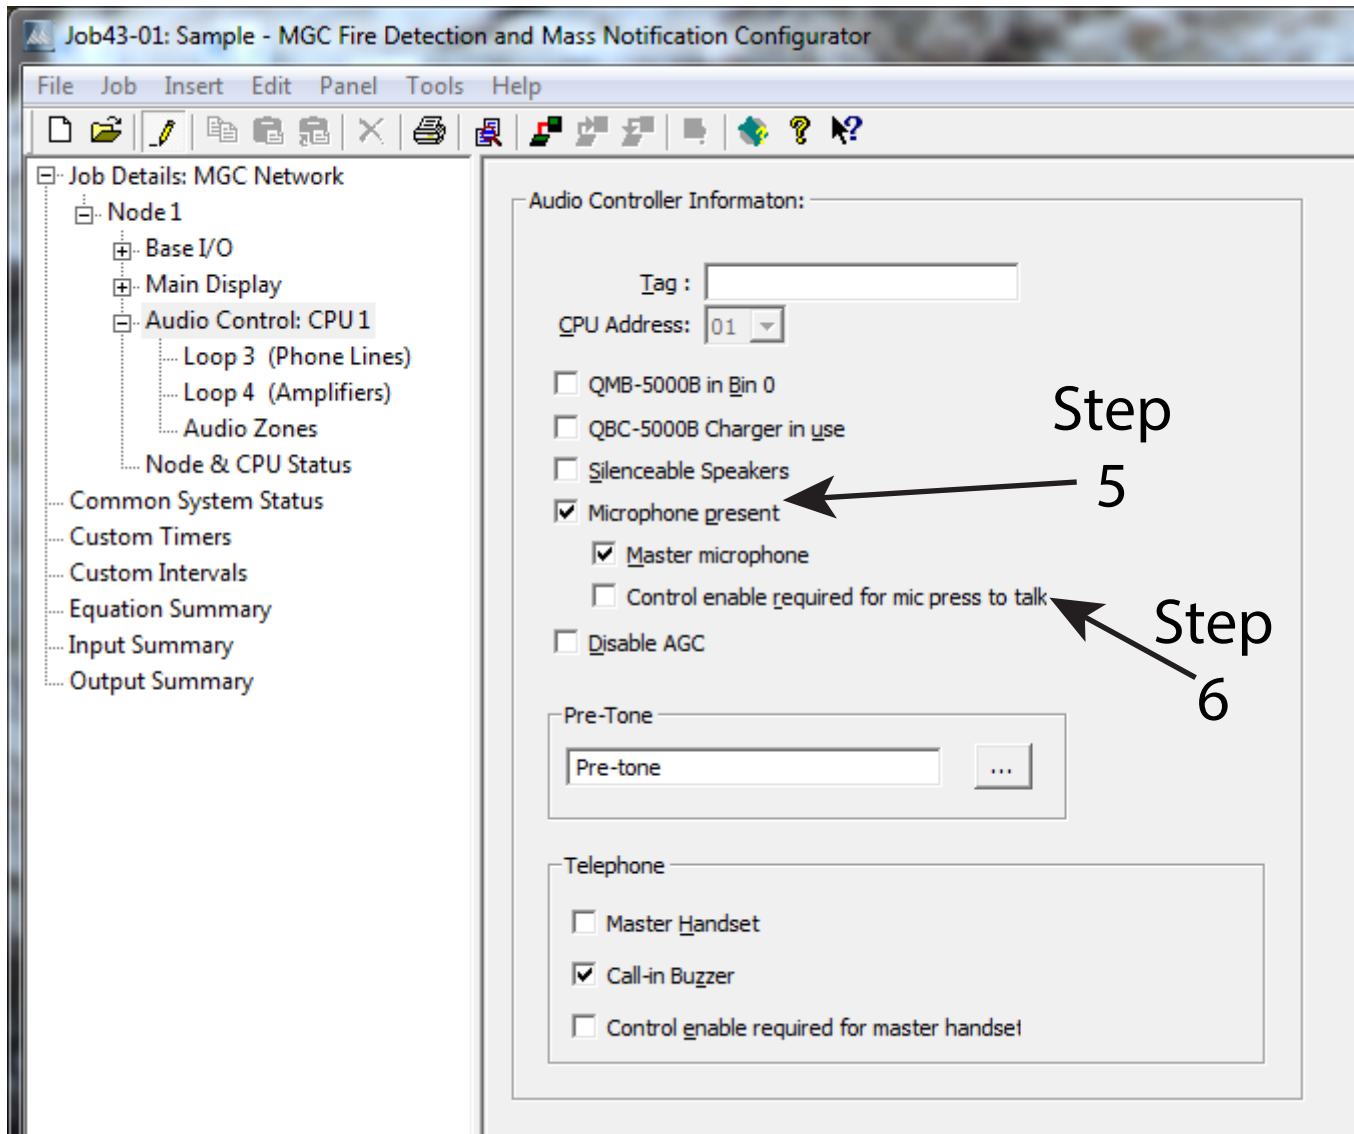 Job43-01: Sample - MGC Fire Detection and Mass Notification Configurator
File Job Insert Edit Panel Tools Help
Job Details: MGC Network
Node 1
Base I/O
Main Display
Audio Control: CPU 1
Loop 3 (Phone Lines)
Loop 4 (Amplifiers)
Audio Zones
Node & CPU Status
Common System Status
Custom Timers
Custom Intervals
Equation Summary
Input Summary
Output Summary
Audio Controller Informaton:
Tag :
CPU Address: 01
QMB-5000B in Bin 0
QBC-5000B Charger in use
Silenceable Speakers
Microphone present
Master microphone
Control enable required for mic press to talk
Disable AGC
Step
5
Step
6
Pre-Tone
Pre-tone
...
Telephone
Master Handset
Call-in Buzzer
Control enable required for master handset